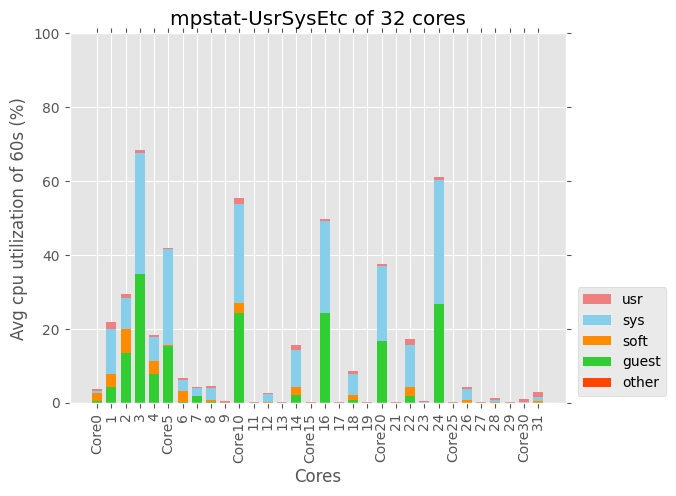 mpstat-UsrSysEtc of 32 cores
100
80
60
40
20
0
Avg cpu utilization of 60s (%)
Core0
1
2
3
4
Core5
6
7
8
9
Core10
11
12
13
14
Core15
16
17
18
19
Core20
21
22
23
24
Core25
26
27
28
29
Core30
31
Cores
usr
sys
soft
guest
other